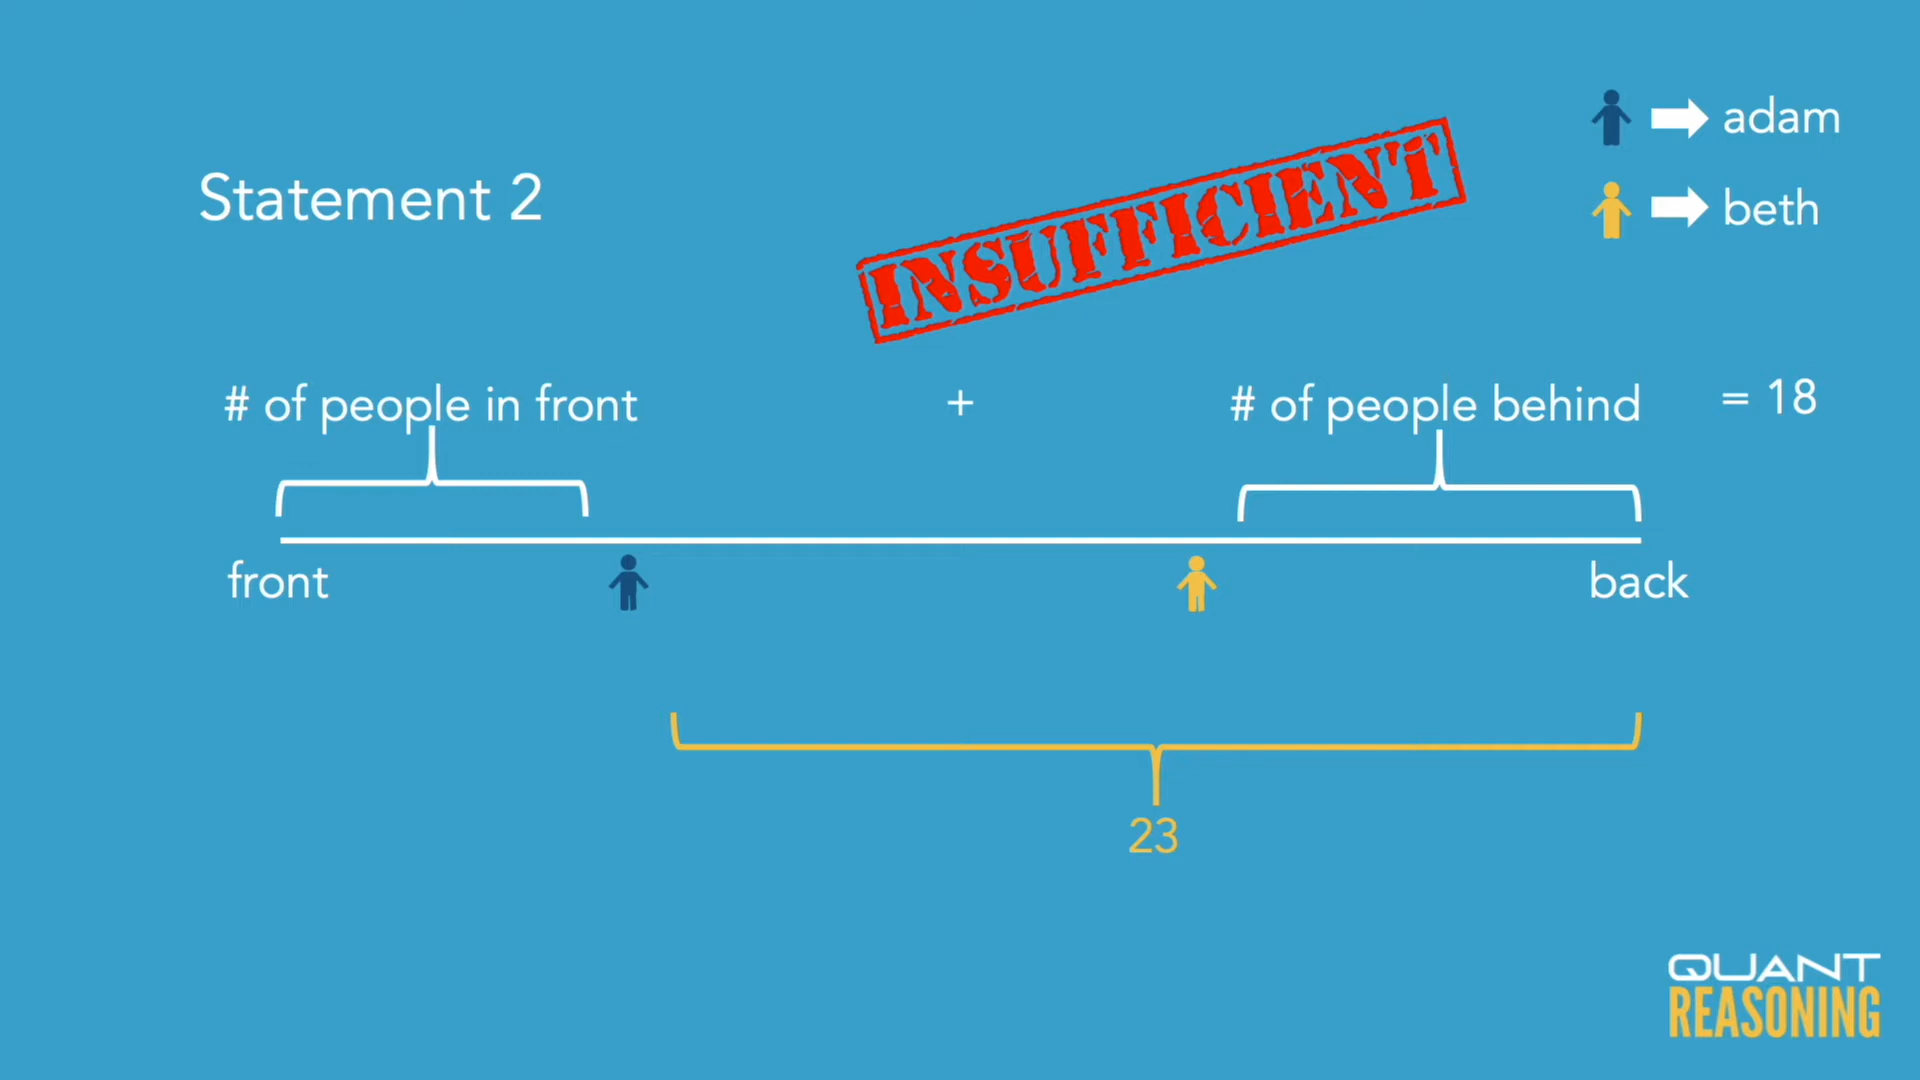 adam
INSUFFICIENT
Statement 2
beth
# of people in front + # of people behind = 18
front back
23
QUANT
REASONING